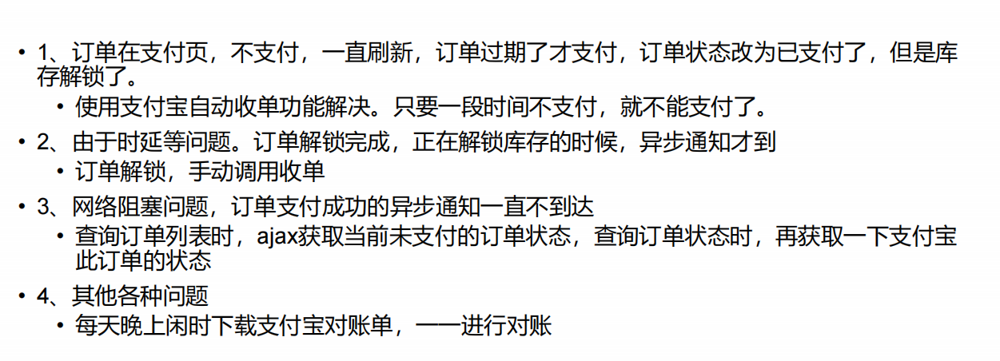 • 1、订单在支付页，不支付，一直刷新，订单过期了才支付，订单状态改为已支付了，但是库
存解锁了。
• 使用支付宝自动收单功能解决。只要一段时间不支付，就不能支付了。
• 2、由于时延等问题。订单解锁完成，正在解锁库存的时候，异步通知才到
• 订单解锁，手动调用收单
• 3、网络阻塞问题，订单支付成功的异步通知一直不到达
• 查询订单列表时，ajax获取当前未支付的订单状态，查询订单状态时，再获取一下支付宝
此订单的状态
• 4、其他各种问题
• 每天晚上闲时下载支付宝对账单，一一进行对账